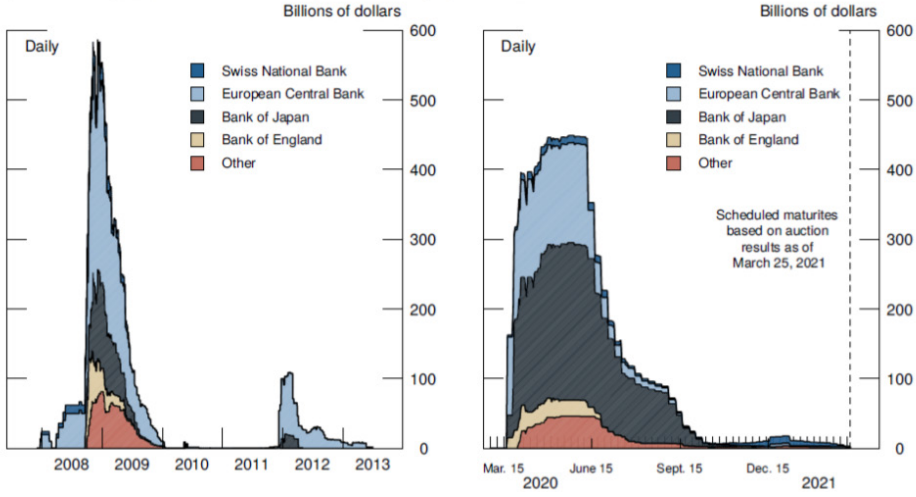 Billions of dollars
600
Daily
Swiss National Bank
European Central Bank
Bank of Japan
Bank of England
Other
500
400
300
200
100
0
2008 2009 2010 2011 2012 2013
Billions of dollars
600
Daily
Swiss National Bank
European Central Bank
Bank of Japan
Bank of England
Other
500
400
Scheduled maturites
based on auction
results as of
March 25, 2021
300
200
100
0
Mar. 15 June 15 Sept. 15 Dec. 15
2020 2021